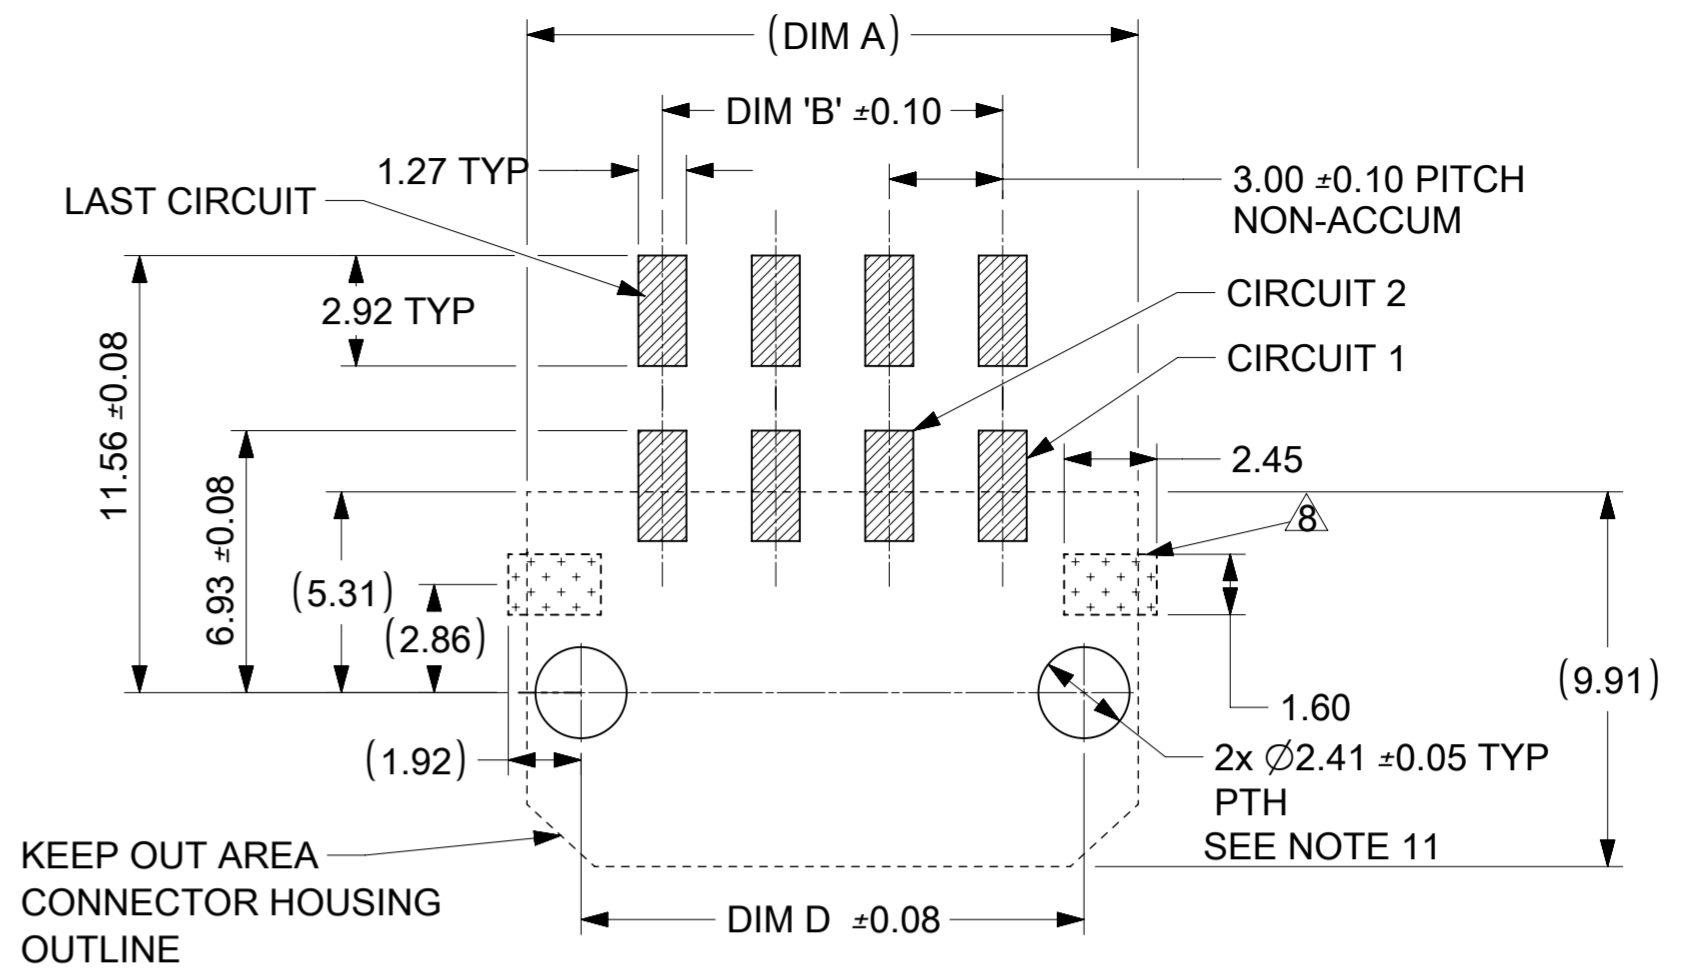 (DIM A)
DIM 'B' ±0.10
1.27 TYP
3.00 ±0.10 PITCH
NON-ACCUM
LAST CIRCUIT
2.92 TYP
CIRCUIT 2
CIRCUIT 1
11.56 ±0.08
6.93 ±0.08
2.45
8
(5.31)
(2.86)
(9.91)
1.60
(1.92)
2x ∅2.41 ±0.05 TYP
PTH
SEE NOTE 11
KEEP OUT AREA
CONNECTOR HOUSING
OUTLINE
DIM D ±0.08